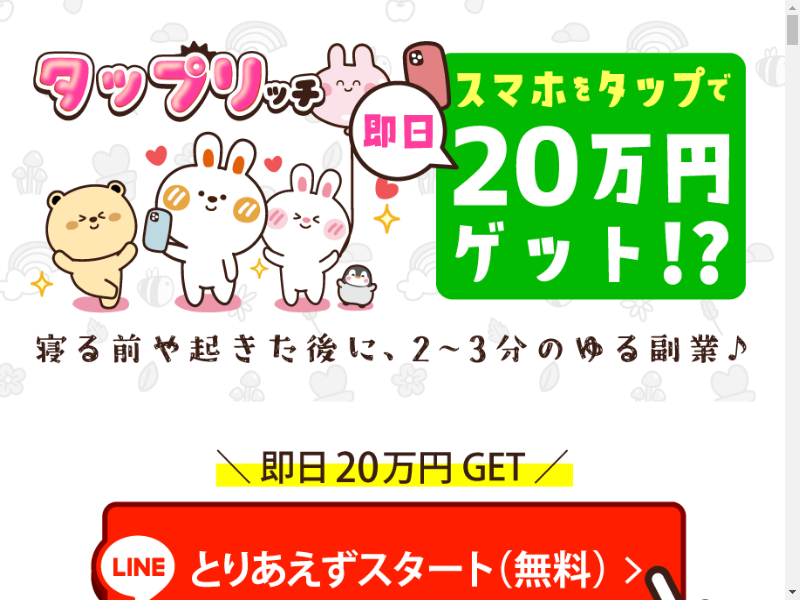 タップリッチ
即日
スマホをタップで
20万円
ゲット!?
寝る前や起きた後に、2~3分のゆる副業♪
＼即日20万円GET／
LINE とりあえずスタート(無料) >